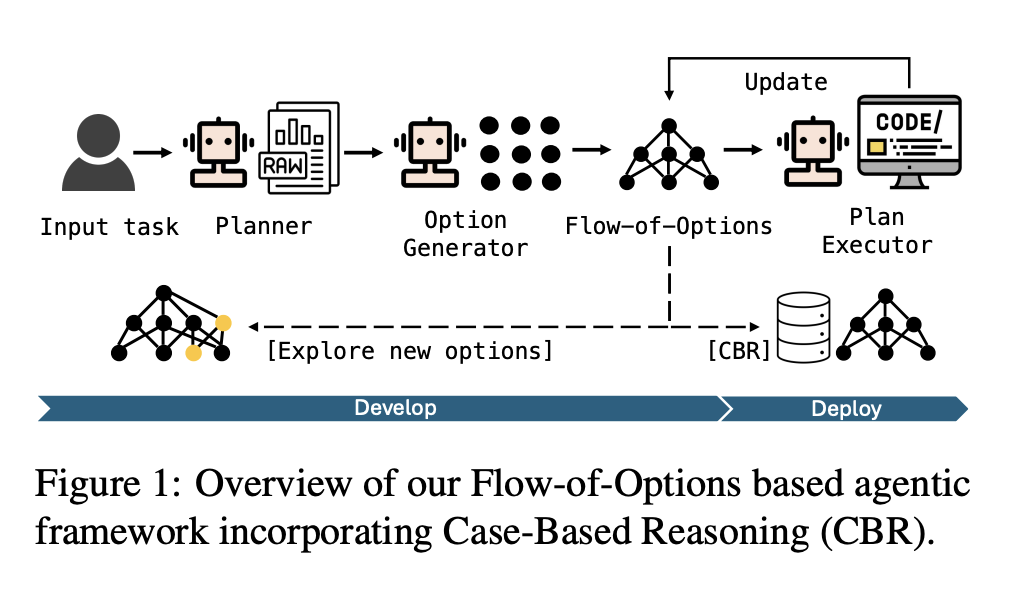 Update
CODE/
RAW
Input task
Planner
Option
Generator
Flow-of-Options
Plan
Executor
[Explore new options]
[CBR]
Develop
Deploy
Figure 1: Overview of our Flow-of-Options based agentic
framework incorporating Case-Based Reasoning (CBR).